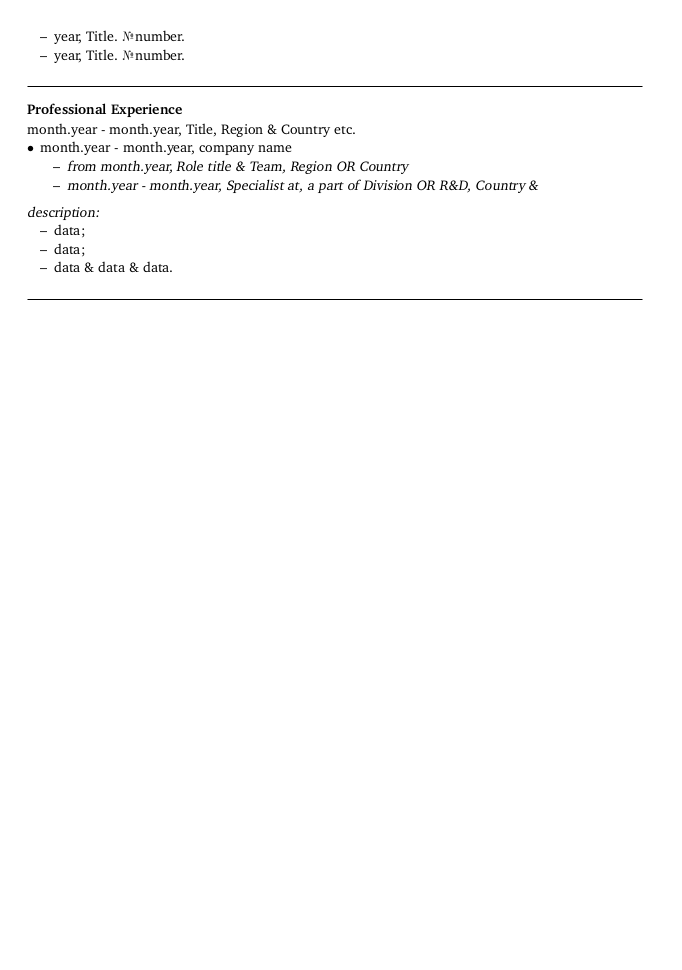 – year, Title. №number.
– year, Title. №number.
Professional Experience
month.year - month.year, Title, Region & Country etc.
• month.year - month.year, company name
– from month.year, Role title & Team, Region OR Country
– month.year - month.year, Specialist at, a part of Division OR R&D, Country &
description:
– data;
– data;
– data & data & data.